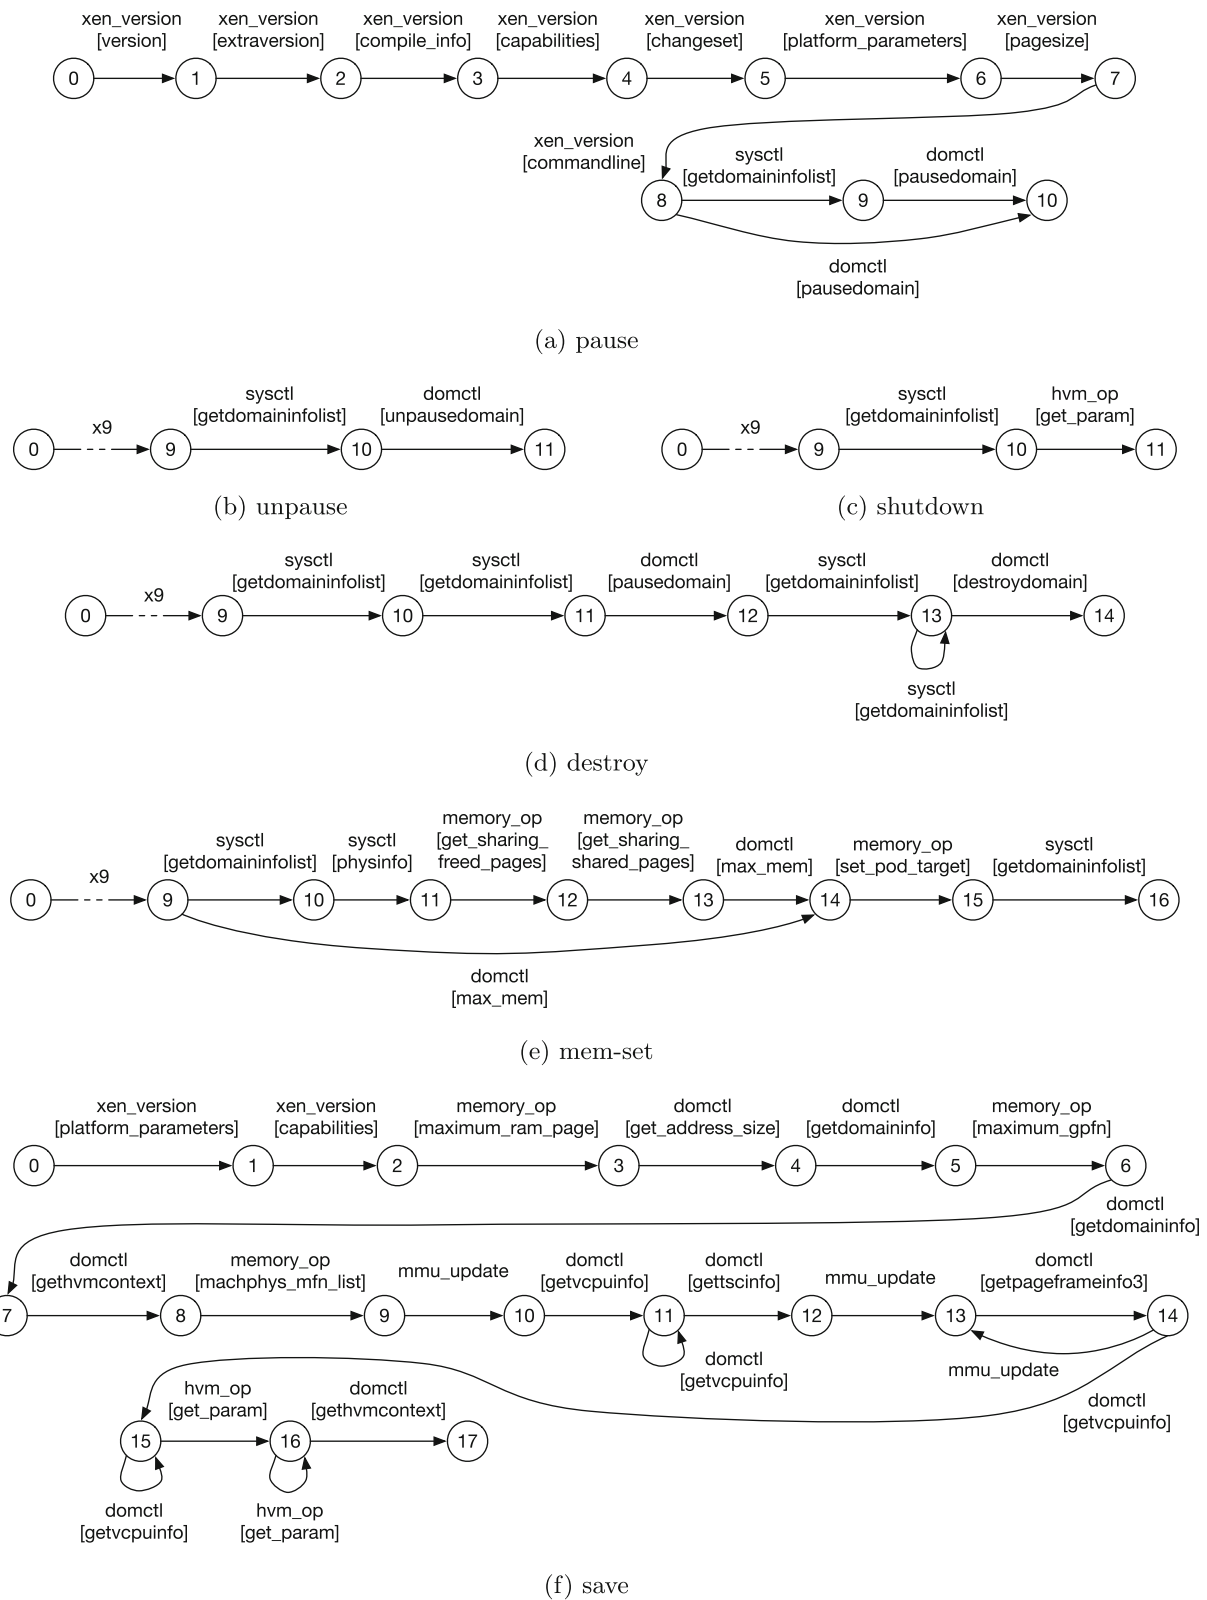 xen_version xen_version xen_version xen_version xen_version xen_version xen_version
[version] [extraversion] [compile_info] [capabilities] [changeset] [platform_parameters] [pagesize]
0 1 2 3 4 5 6 7
xen_version
[commandline]
sysctl domctl
[getdomaininfolist] [pausedomain]
8 9 10
domctl
[pausedomain]
(a) pause
sysctl domctl
[getdomaininfolist] [unpausedomain]
x9
0 9 10 11
(b) unpause
sysctl hvm_op
[getdomaininfolist] [get_param]
x9
0 9 10 11
(c) shutdown
sysctl sysctl domctl sysctl domctl
[getdomaininfolist] [getdomaininfolist] [pausedomain] [getdomaininfolist] [destroydomain]
x9
0 9 10 11 12 13 14
sysctl
[getdomaininfolist]
(d) destroy
memory_op memory_op
sysctl sysctl [get_sharing_ [get_sharing_ domctl memory_op sysctl
[getdomaininfolist] [physinfo] freed_pages] shared_pages] [max_mem] [set_pod_target] [getdomaininfolist]
x9
0 9 10 11 12 13 14 15 16
domctl
[max_mem]
(e) mem-set
xen_version xen_version memory_op domctl domctl memory_op
[platform_parameters] [capabilities] [maximum_ram_page] [get_address_size] [getdomaininfo] [maximum_gpfn]
0 1 2 3 4 5 6
domctl
[getdomaininfo]
domctl memory_op mmu_update domctl domctl mmu_update domctl
[gethvmcontext] [machphys_mfn_list] [getvcpuinfo] [gettscinfo] [getpageframeinfo3]
7 8 9 10 11 12 13 14
domctl
[getvcpuinfo]
mmu_update
domctl
[getvcpuinfo]
hvm_op domctl
[get_param] [gethvmcontext]
15 16 17
domctl hvm_op
[getvcpuinfo] [get_param]
(f) save